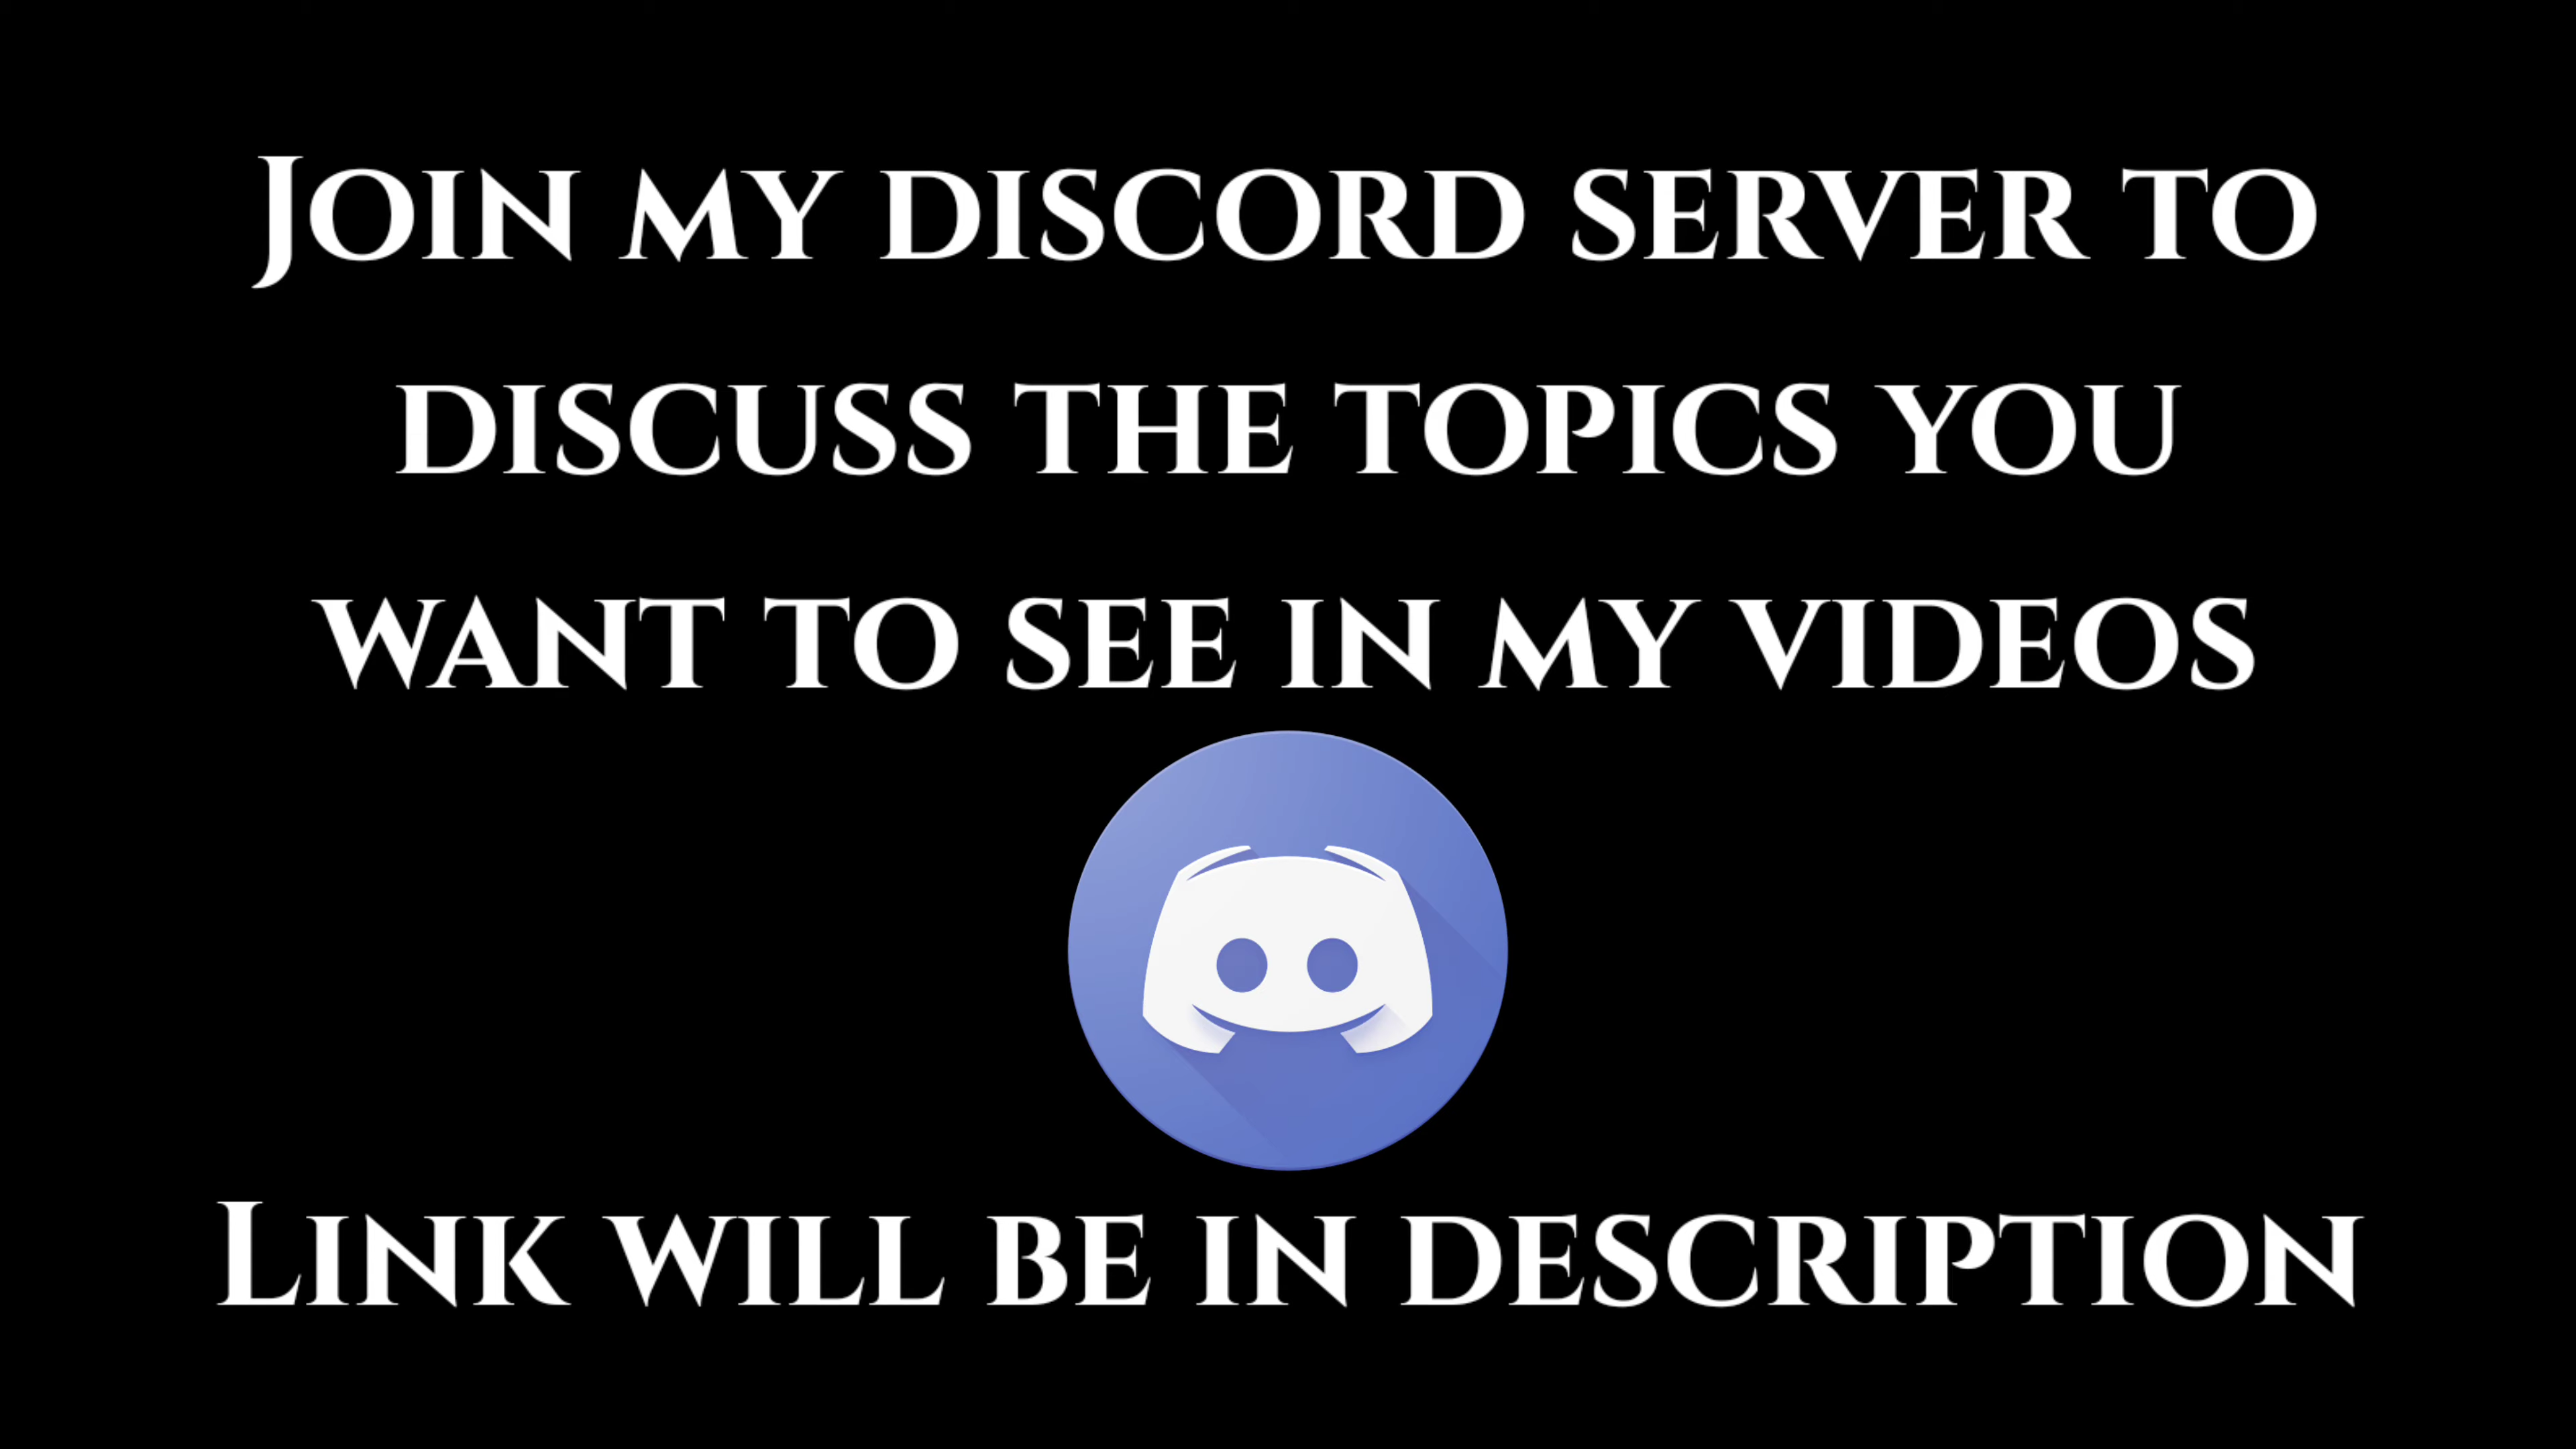 Join my discord server to
discuss the topics you
want to see in my videos
Link will be in description